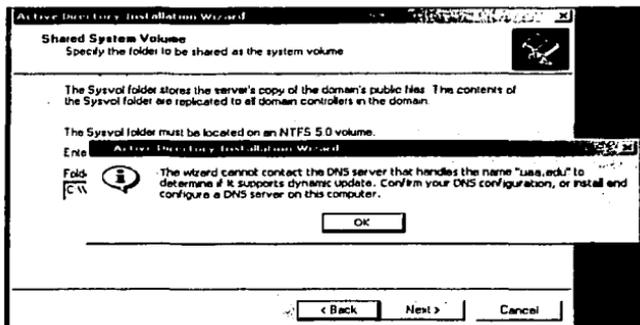 Active Directory Installation Wizard
Shared System Volume
Specify the folder to be shared as the system volume
The Sysvol folder stores the server's copy of the domain's public files. The contents of
the Sysvol folder are replicated to all domain controllers in the domain.
The Sysvol folder must be located on an NTFS 5.0 volume.
Ente
Active Directory Installation Wizard
Fold
C:\
The wizard cannot contact the DNS server that handles the name "uaa.edu" to
determine if it supports dynamic update. Confirm your DNS configuration, or install and
configure a DNS server on this computer.
OK
< Back
Next >
Cancel